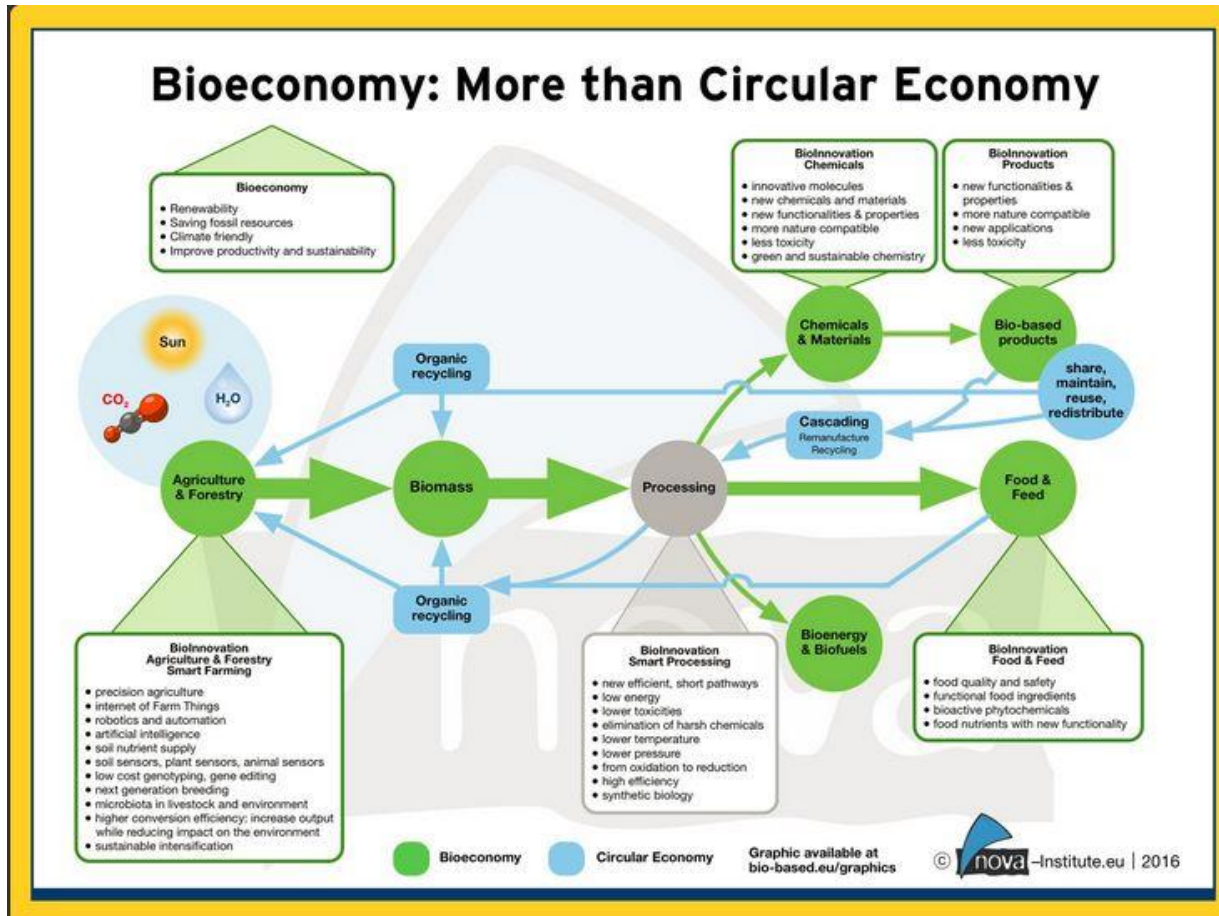 Bioeconomy: More than Circular Economy
Bioeconomy
• Renewability
• Saving fossil resources
• Climate friendly
• Improve productivity and sustainability
BioInnovation
Chemicals
• innovative molecules
• new chemicals and materials
• new functionalities & properties
• more nature compatible
• less toxicity
• green and sustainable chemistry
BioInnovation
Products
• new functionalities &
properties
• more nature compatible
• new applications
• less toxicity
Sun
CO2
H2O
Organic
recycling
Chemicals
& Materials
Bio-based
products
share,
maintain,
reuse,
redistribute
Cascading
Remanufacture
Recycling
Agriculture
& Forestry
Biomass
Processing
Food &
Feed
Organic
recycling
Bioenergy
& Biofuels
BioInnovation
Agriculture & Forestry
Smart Farming
• precision agriculture
• internet of Farm Things
• robotics and automation
• artificial intelligence
• soil nutrient supply
• soil sensors, plant sensors, animal sensors
• low cost genotyping, gene editing
• next generation breeding
• microbiota in livestock and environment
• higher conversion efficiency: increase output
while reducing impact on the environment
• sustainable intensification
BioInnovation
Smart Processing
• new efficient, short pathways
• low energy
• lower toxicities
• elimination of harsh chemicals
• lower temperature
• lower pressure
• from oxidation to reduction
• high efficiency
• synthetic biology
BioInnovation
Food & Feed
• food quality and safety
• functional food ingredients
• bioactive phytochemicals
• food nutrients with new functionality
nova
Bioeconomy
Circular Economy
Graphic available at
bio-based.eu/graphics
© nova-Institute.eu | 2016